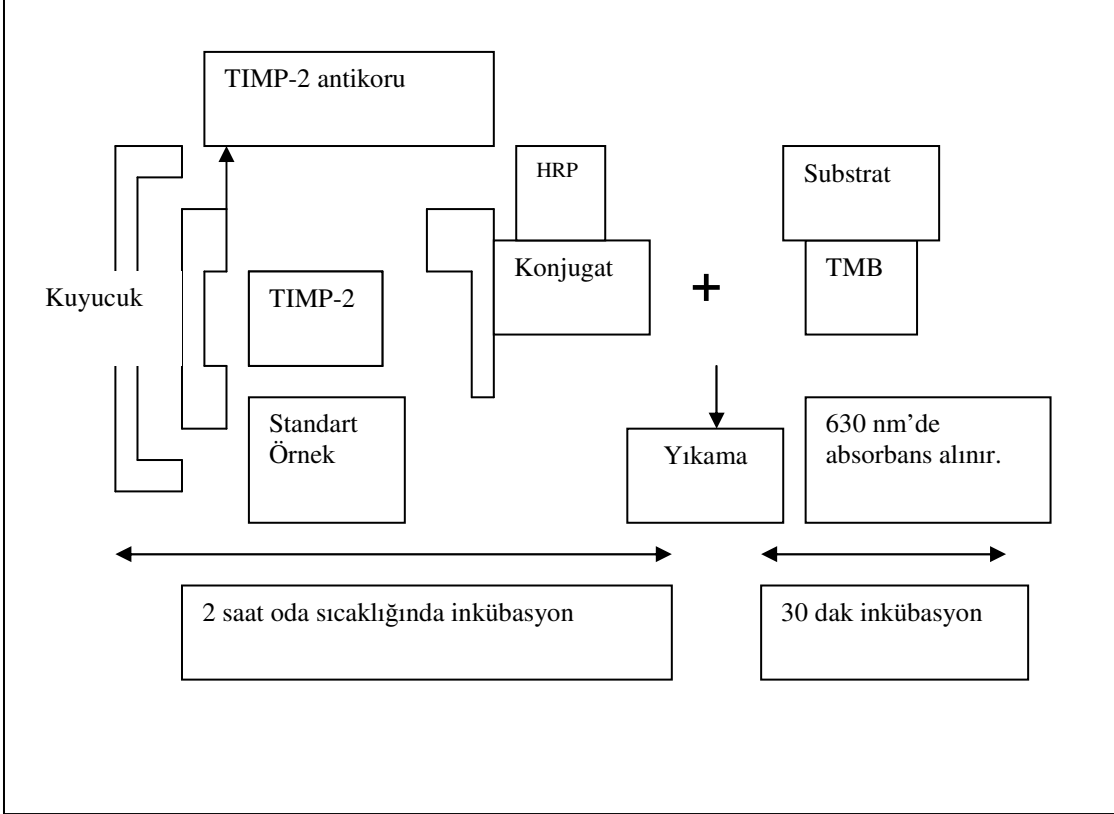 TIMP-2 antikoru
HRP
Substrat
Konjugat
TMB
Kuyucuk
TIMP-2
+
Standart
Örnek
Yıkama
630 nm’de
absorbans alınır.
2 saat oda sıcaklığında inkübasyon
30 dak inkübasyon